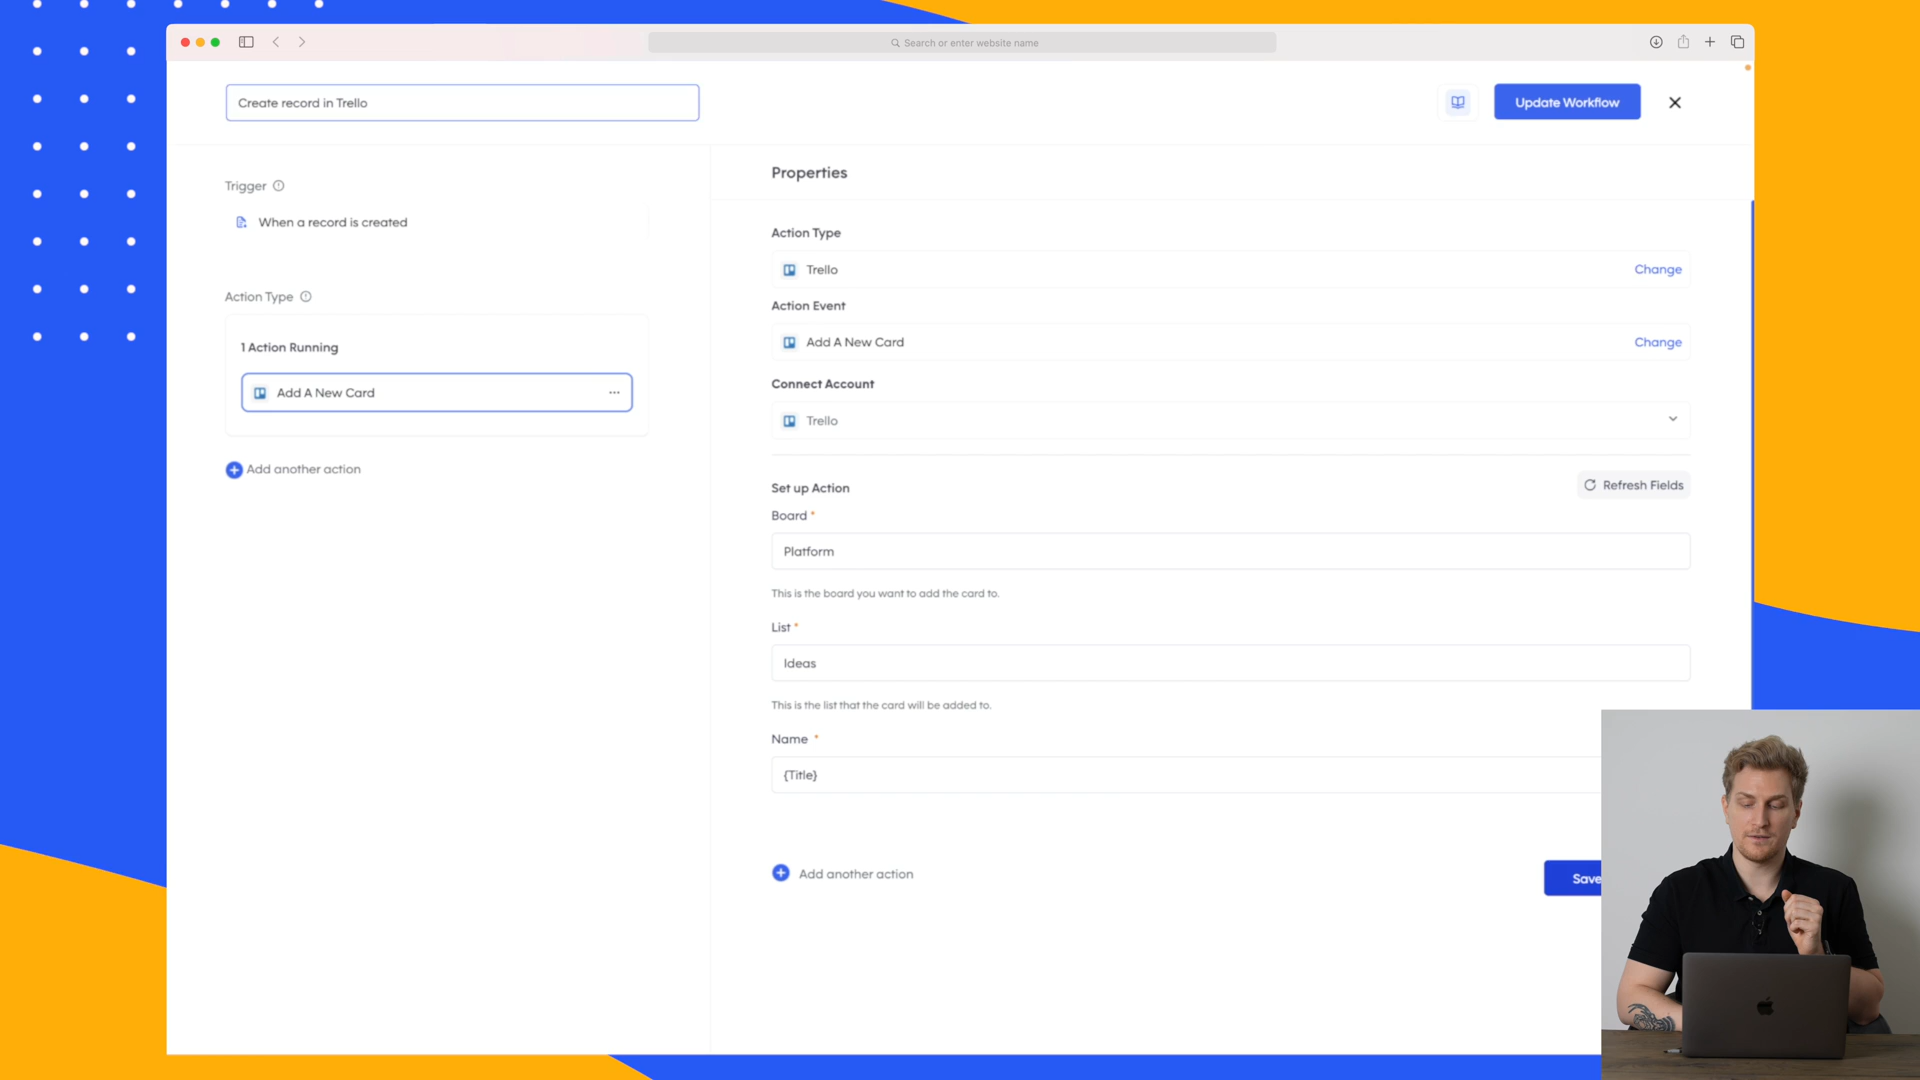 Search or enter website name
Create record in Trello
Update Workflow
Trigger
When a record is created
Action Type
1 Action Running
Add A New Card
Add another action
Properties
Action Type
Trello
Change
Action Event
Add A New Card
Change
Connect Account
Trello
Set up Action
Refresh Fields
Board *
Platform
This is the board you want to add the card to.
List *
Ideas
This is the list that the card will be added to.
Name *
{Title}
Add another action
Save